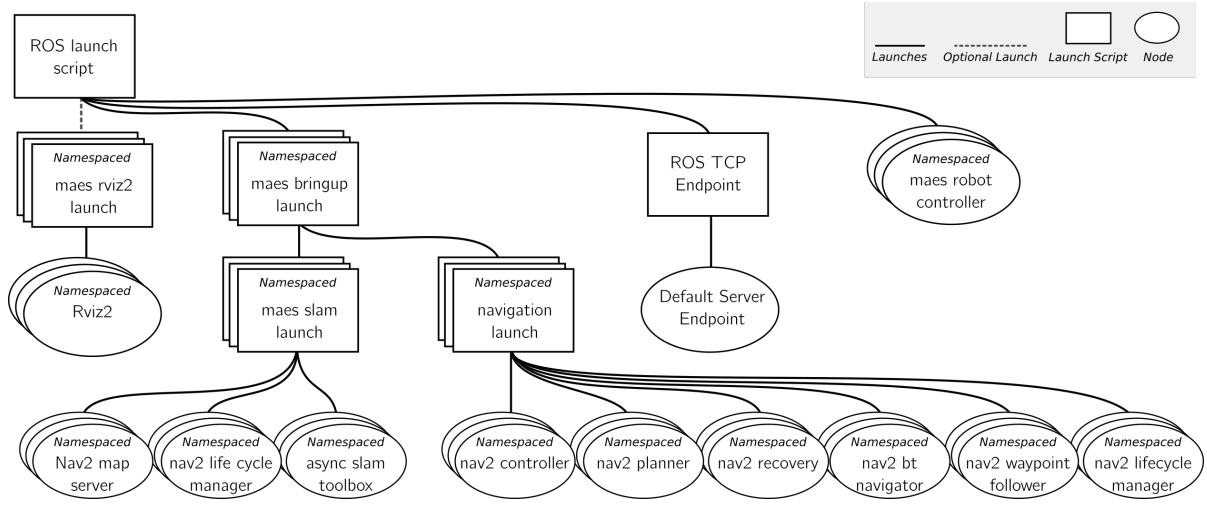 ROS launch
script
Launches
Optional Launch
Launch Script
Node
Namespaced
maes rviz2
launch
Namespaced
maes bringup
launch
ROS TCP
Endpoint
Namespaced
maes robot
controller
Namespaced
Rviz2
Namespaced
maes slam
launch
Namespaced
navigation
launch
Default Server
Endpoint
Namespaced
Nav2 map
server
Namespaced
nav2 life cycle
manager
Namespaced
async slam
toolbox
Namespaced
nav2 controller
Namespaced
nav2 planner
Namespaced
nav2 recovery
Namespaced
nav2 bt
navigator
Namespaced
nav2 waypoint
follower
Namespaced
nav2 lifecycle
manager